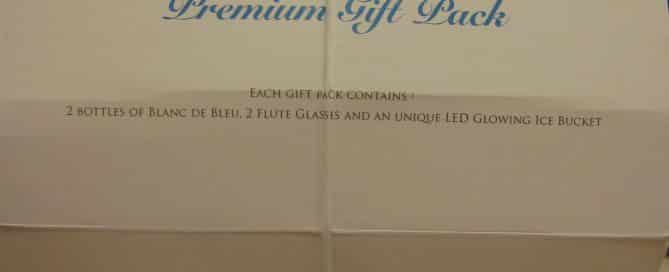 Premium Gift Pack
Each gift pack contains :
2 bottles of Blanc de Bleu, 2 Flute Glasses and an unique LED Glowing Ice Bucket